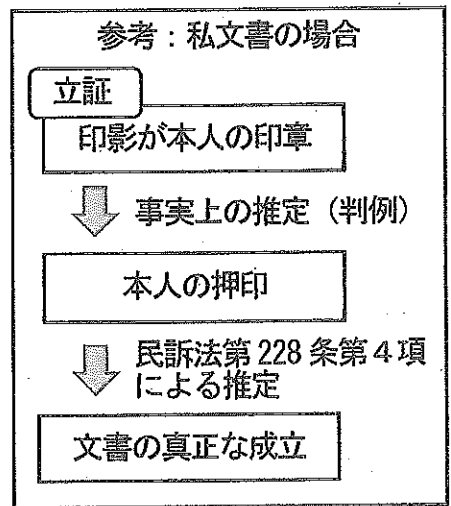 参考：私文書の場合
立証
印影が本人の印章
事実上の推定（判例）
本人の押印
民訴法第228条第４項
による推定
文書の真正な成立